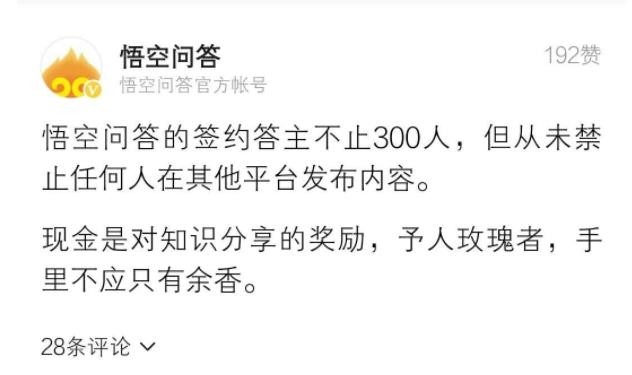 悟空问答
192赞
悟空问答官方帐号
悟空问答的签约答主不止300人，但从未禁
止任何人在其他平台发布内容。
现金是对知识分享的奖励，予人玫瑰者，手
里不应只有余香。
28条评论